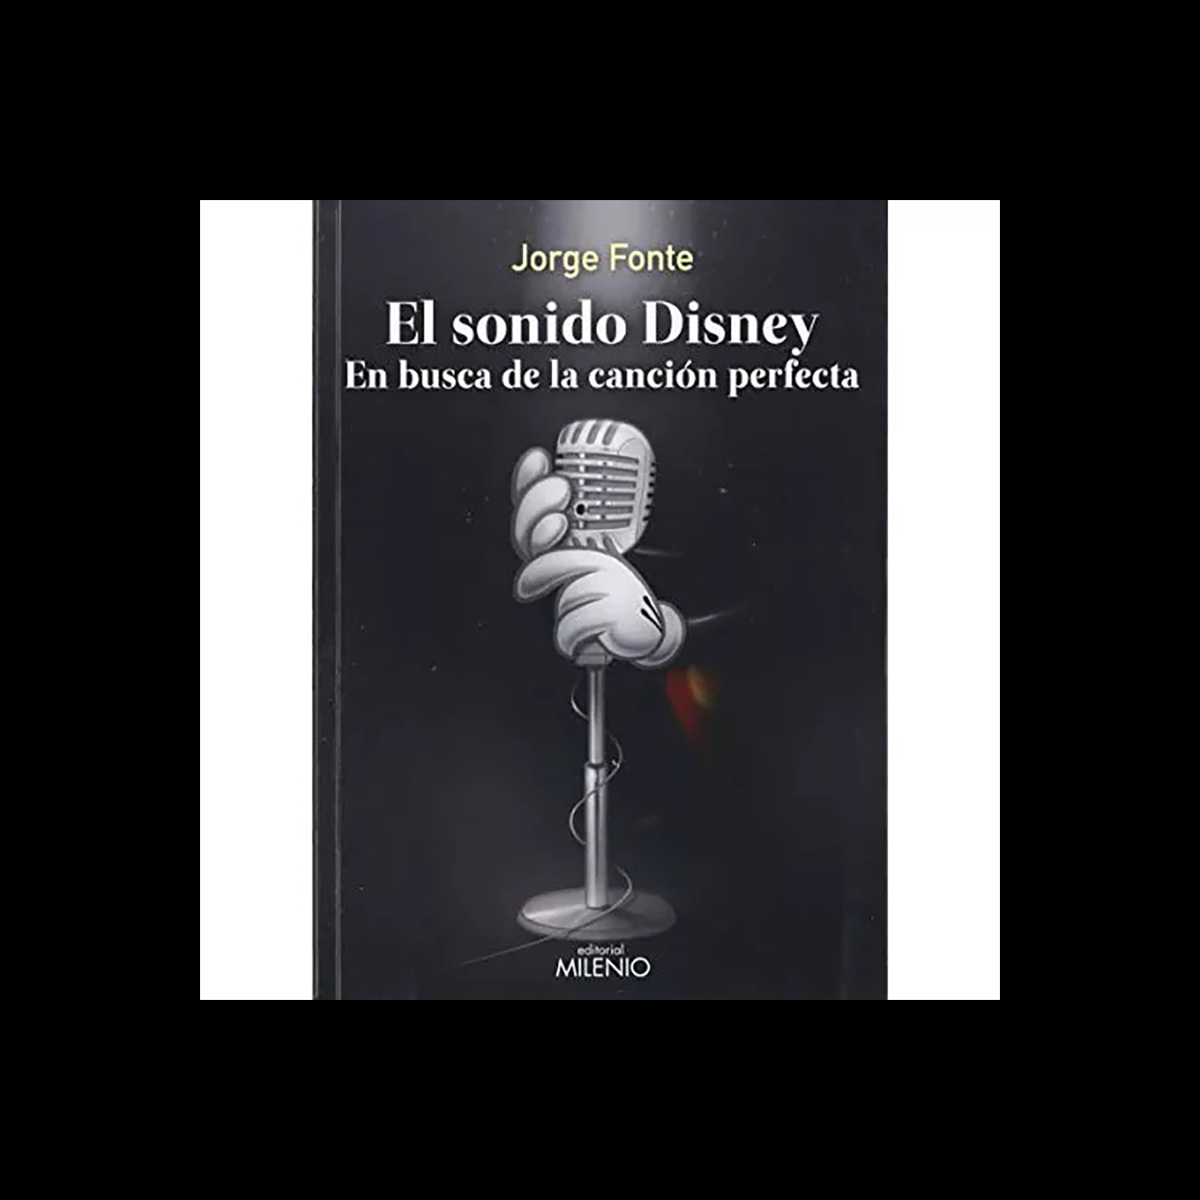 Jorge Fonte
El sonido Disney
En busca de la canción perfecta
editorial
MILENIO